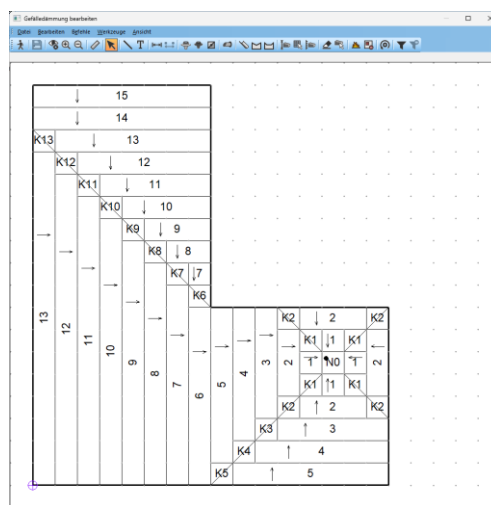 Gefälledämmung bearbeiten
Datei Bearbeiten Befehle Werkzeuge Ansicht
15
14
K13 13
K12 12
K11 11
K10 10
K9 9
K8 8
K7 7
K6
K2 2 K2
K1 1 K1
13 12 11 10 9 8 7 6 5 4 3 2 1 N0 1 2
K1 1 K1
K2 2 K2
K3 3
K4 4
K5 5